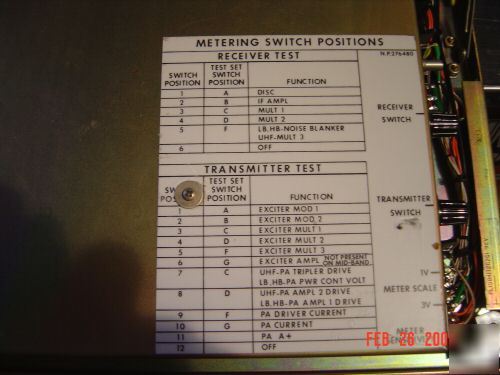 METERING SWITCH POSITIONS
RECEIVER TEST
N.P.276480
SWITCH POSITION TEST SET SWITCH POSITION FUNCTION
1 A DISC
2 B IF AMPL
3 C MULT 1
4 D MULT 2
5 F LB,HB-NOISE BLANKER
UHF-MULT 3
6 OFF
RECEIVER
SWITCH
TRANSMITTER TEST
POSITION TEST SET SWITCH POSITION FUNCTION
1 A EXCITER MOD 1
2 B EXCITER MOD 2
3 C EXCITER MULT 1
4 D EXCITER MULT 2
5 F EXCITER MULT 3
6 G EXCITER AMPL NOT PRESENT ON MID-BAND
7 C UHF-PA TRIPLER DRIVE
LB,HB-PA PWR CONT VOLT
8 D UHF-PA AMPL 2 DRIVE
LB,HB-PA AMPL 1 DRIVE
9 F PA DRIVER CURRENT
10 G PA CURRENT
11 PA A+
12 OFF
TRANSMITTER
SWITCH
1V
METER SCALE
3V
METER
FEB 26 200